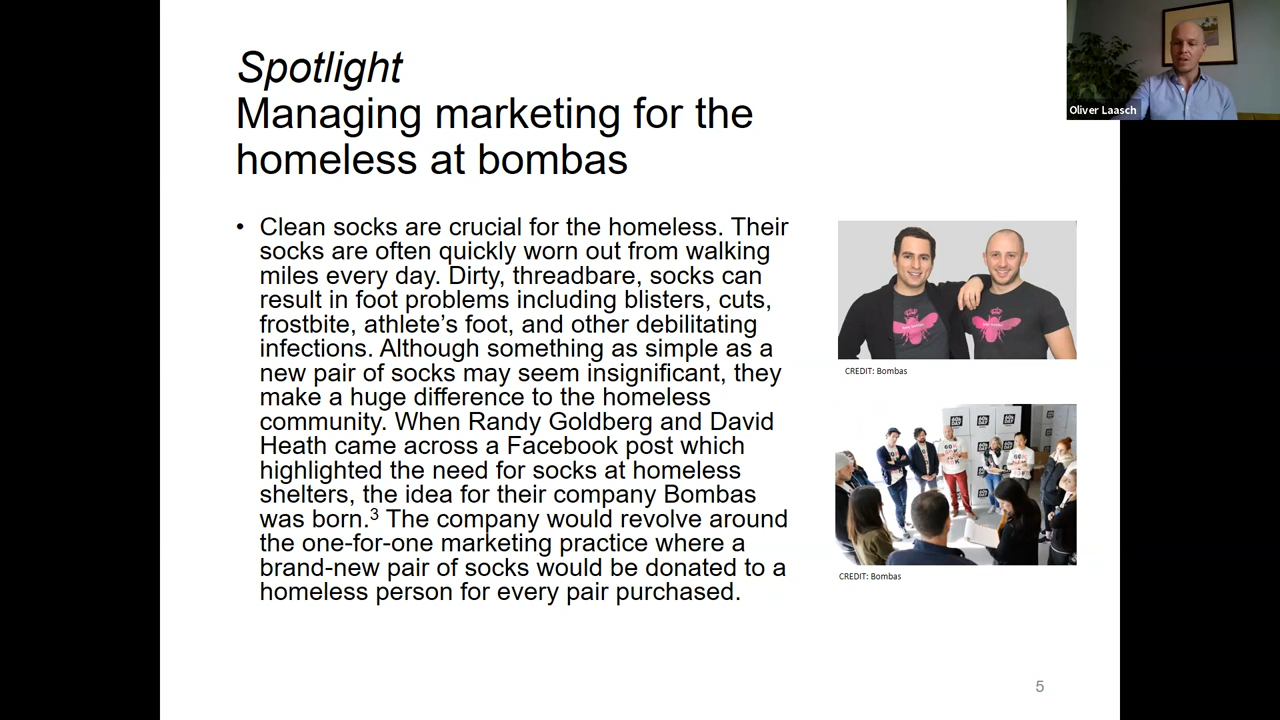 Spotlight
Managing marketing for the
homeless at bombas
• Clean socks are crucial for the homeless. Their
socks are often quickly worn out from walking
miles every day. Dirty, threadbare, socks can
result in foot problems including blisters, cuts,
frostbite, athlete’s foot, and other debilitating
infections. Although something as simple as a
new pair of socks may seem insignificant, they
make a huge difference to the homeless
community. When Randy Goldberg and David
Heath came across a Facebook post which
highlighted the need for socks at homeless
shelters, the idea for their company Bombas
was born.³ The company would revolve around
the one-for-one marketing practice where a
brand-new pair of socks would be donated to a
homeless person for every pair purchased.
CREDIT: Bombas
CREDIT: Bombas
5
Oliver Laasch